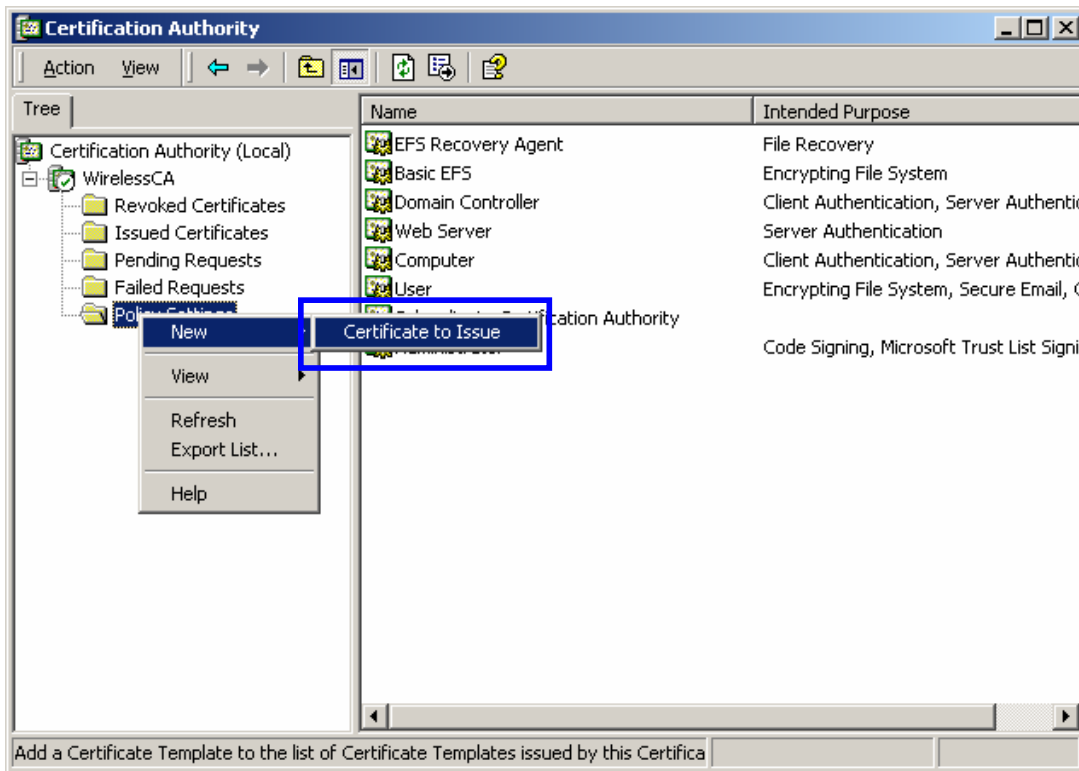 Certification Authority
Action View
Tree
Name Intended Purpose
Certification Authority (Local)
WirelessCA
Revoked Certificates
Issued Certificates
Pending Requests
Failed Requests
EFS Recovery Agent File Recovery
Basic EFS Encrypting File System
Domain Controller Client Authentication, Server Authentic
Web Server Server Authentication
Computer Client Authentication, Server Authentic
User Encrypting File System, Secure Email, C
Certification Authority
Code Signing, Microsoft Trust List Signi
Policy Settings
New
Certificate to Issue
View
Refresh
Export List...
Help
Add a Certificate Template to the list of Certificate Templates issued by this Certifica